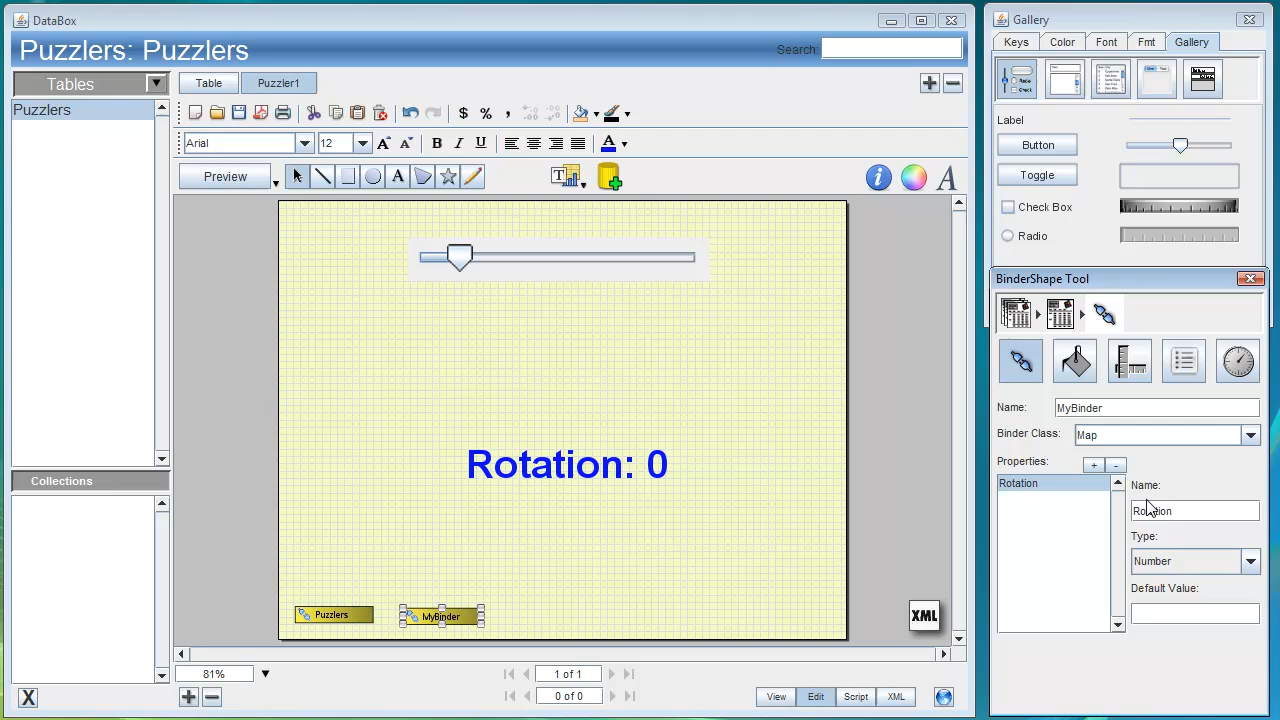 DataBox
Puzzlers: Puzzlers
Search:
Tables
Table
Puzzler1
Puzzlers
$ % ,
Arial
12
A A B I U A
Preview
A
T
i
A
Rotation: 0
Puzzlers
MyBinder
XML
Collections
81%
1 of 1
0 of 0
X
View
Edit
Script
XML
Gallery
Keys
Color
Font
Fmt
Gallery
Label
Button
Toggle
Check Box
Radio
BinderShape Tool
Name:
MyBinder
Binder Class:
Map
Properties:
+
-
Rotation
Name:
Rotation
Type:
Number
Default Value: